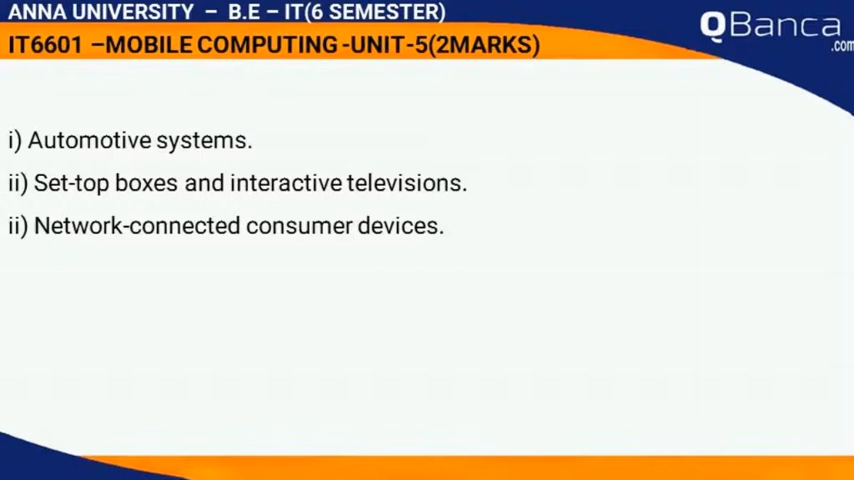 ANNA UNIVERSITY – B.E – IT(6 SEMESTER)
IT6601 –MOBILE COMPUTING -UNIT-5(2MARKS)
QBanca
.com
i) Automotive systems.
ii) Set-top boxes and interactive televisions.
ii) Network-connected consumer devices.